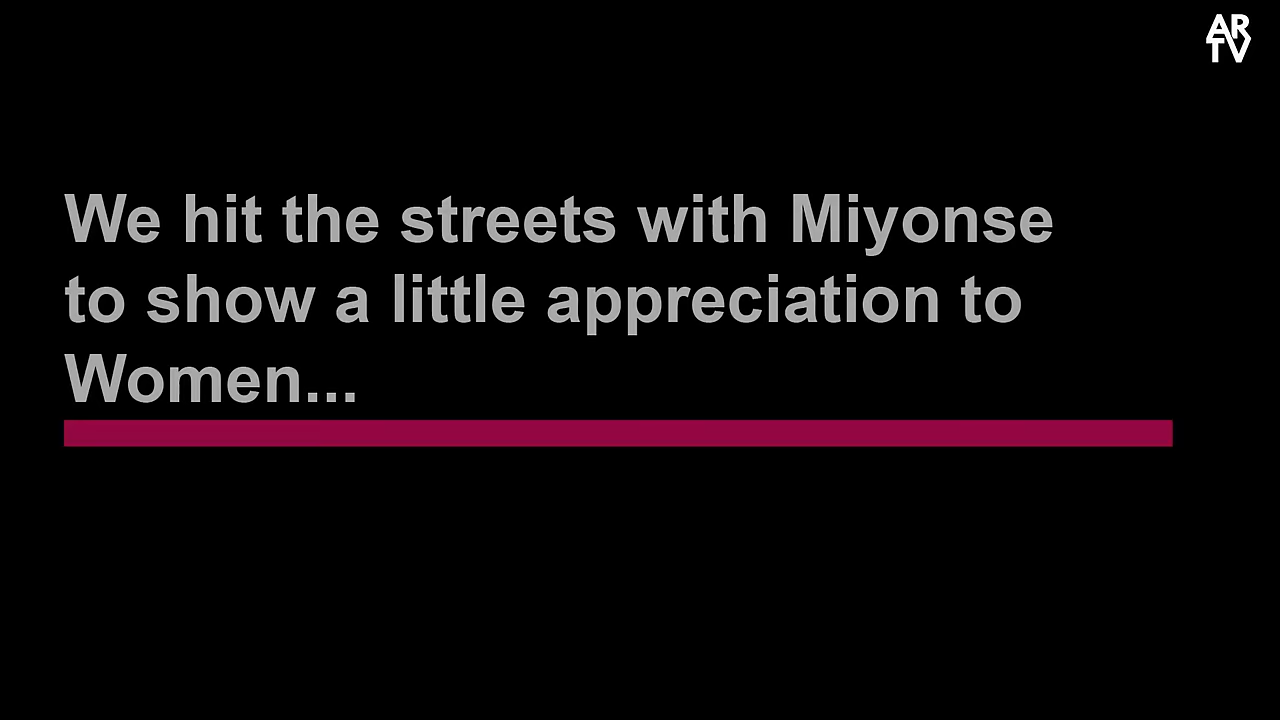 AR
TV
We hit the streets with Miyonse
to show a little appreciation to
Women...